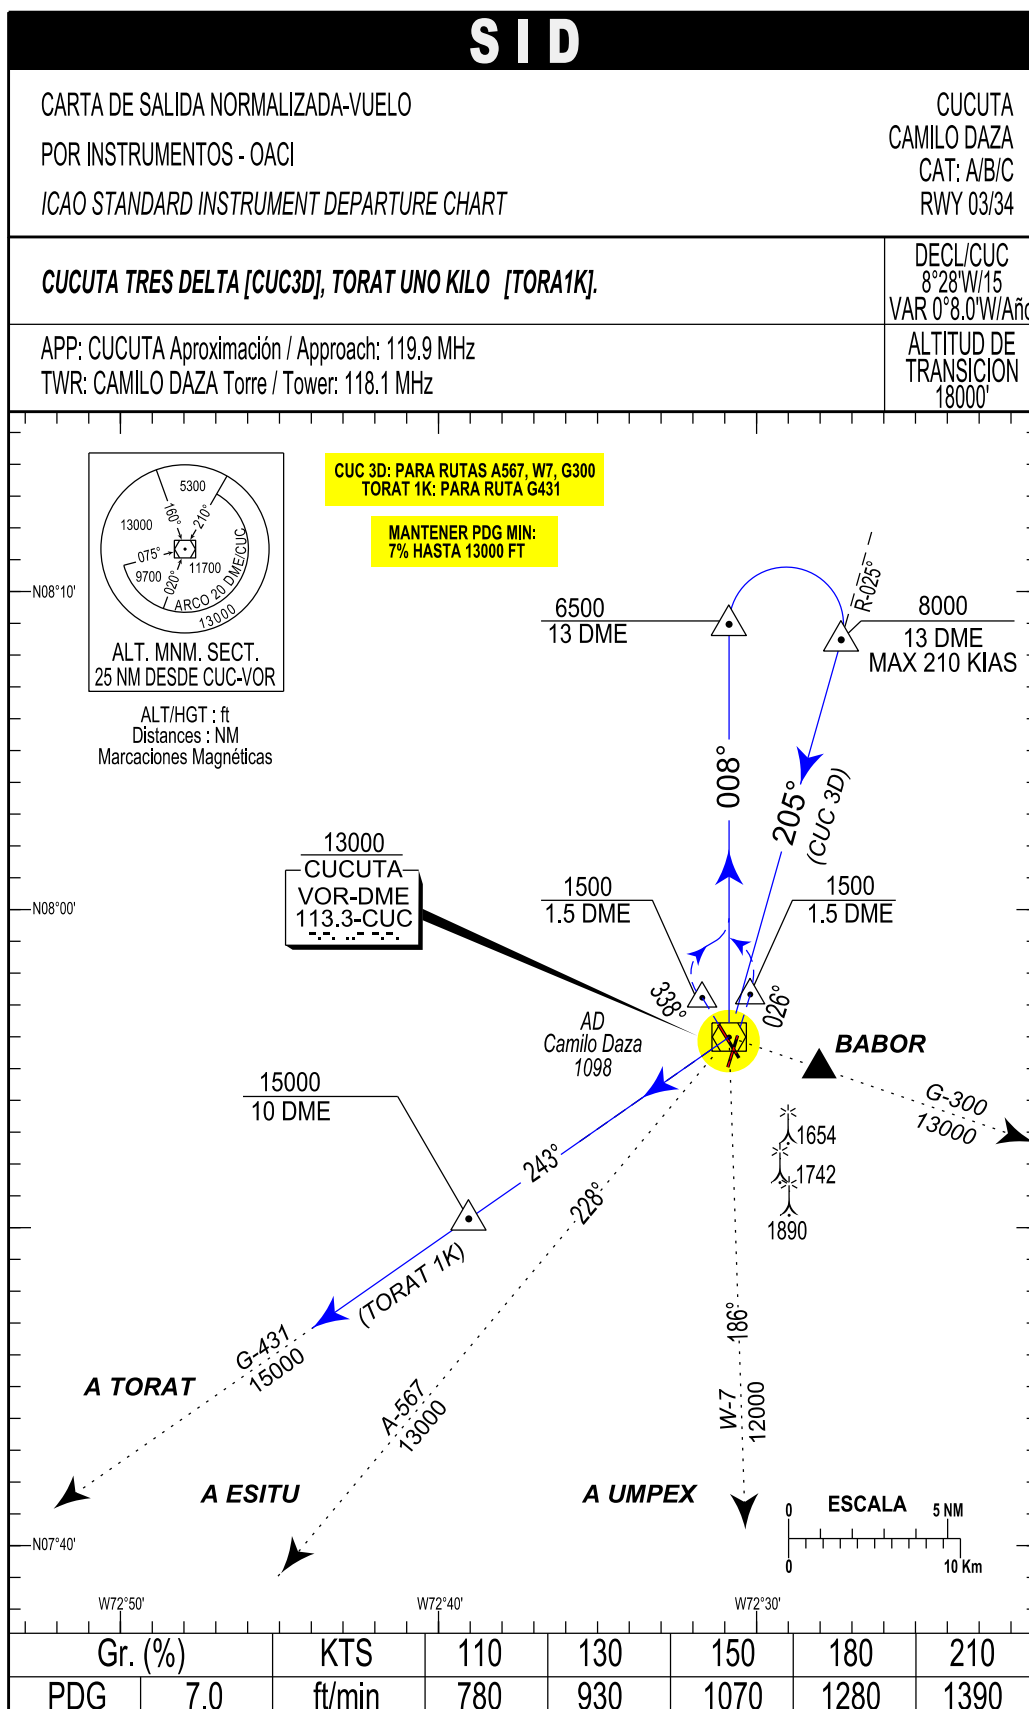 SID
CARTA DE SALIDA NORMALIZADA-VUELO
POR INSTRUMENTOS - OACI
ICAO STANDARD INSTRUMENT DEPARTURE CHART
CUCUTA
CAMILO DAZA
CAT: A/B/C
RWY 03/34
CUCUTA TRES DELTA [CUC3D], TORAT UNO KILO [TORA1K].
DECL/CUC
8°28'W/15
VAR 0°8.0'W/Año
APP: CUCUTA Aproximación / Approach: 119.9 MHz
TWR: CAMILO DAZA Torre / Tower: 118.1 MHz
ALTITUD DE
TRANSICION
18000'
CUC 3D: PARA RUTAS A567, W7, G300
TORAT 1K: PARA RUTA G431
MANTENER PDG MIN:
7% HASTA 13000 FT
5300
13000
160°
210°
075°
9700
020°
11700
ARCO 20 DME/CUC
13000
ALT. MNM. SECT.
25 NM DESDE CUC-VOR
ALT/HGT : ft
Distances : NM
Marcaciones Magnéticas
N08°10'
6500
13 DME
R-025°
8000
13 DME
MAX 210 KIAS
008°
205°
(CUC 3D)
13000
CUCUTA
VOR-DME
113.3-CUC
N08°00'
1500
1.5 DME
1500
1.5 DME
338°
026°
AD
Camilo Daza
1098
BABOR
G-300
13000
15000
10 DME
243°
228°
1654
1742
1890
(TORAT 1K)
186°
G-431
15000
A TORAT
A-567
13000
W-7
12000
A ESITU
A UMPEX
ESCALA
0
5 NM
0
10 Km
N07°40'
W72°50'
W72°40'
W72°30'
Gr. (%) KTS 110 130 150 180 210
PDG 7.0 ft/min 780 930 1070 1280 1390